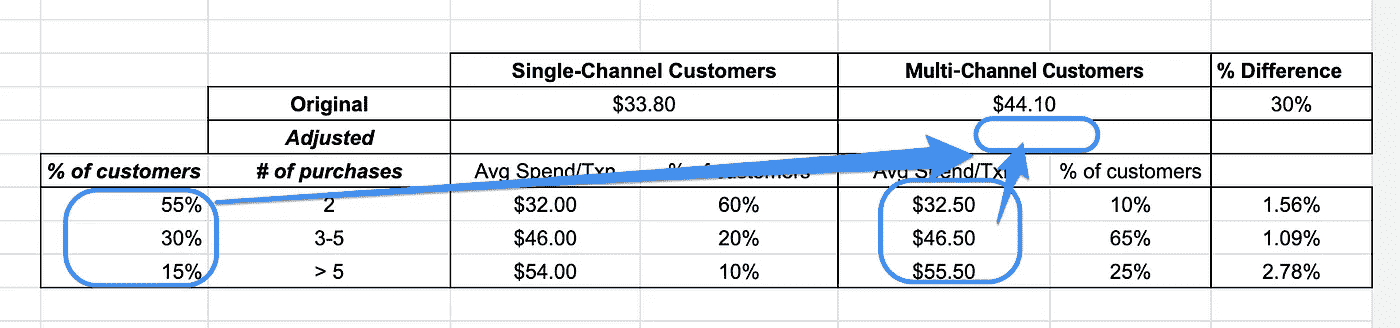 Single-Channel Customers Multi-Channel Customers % Difference
Original $33.80 $44.10 30%
Adjusted
% of customers # of purchases Avg Spend/Txn % customers Avg Spend/Txn % of customers
55% 2 $32.00 60% $32.50 10% 1.56%
30% 3-5 $46.00 20% $46.50 65% 1.09%
15% > 5 $54.00 10% $55.50 25% 2.78%